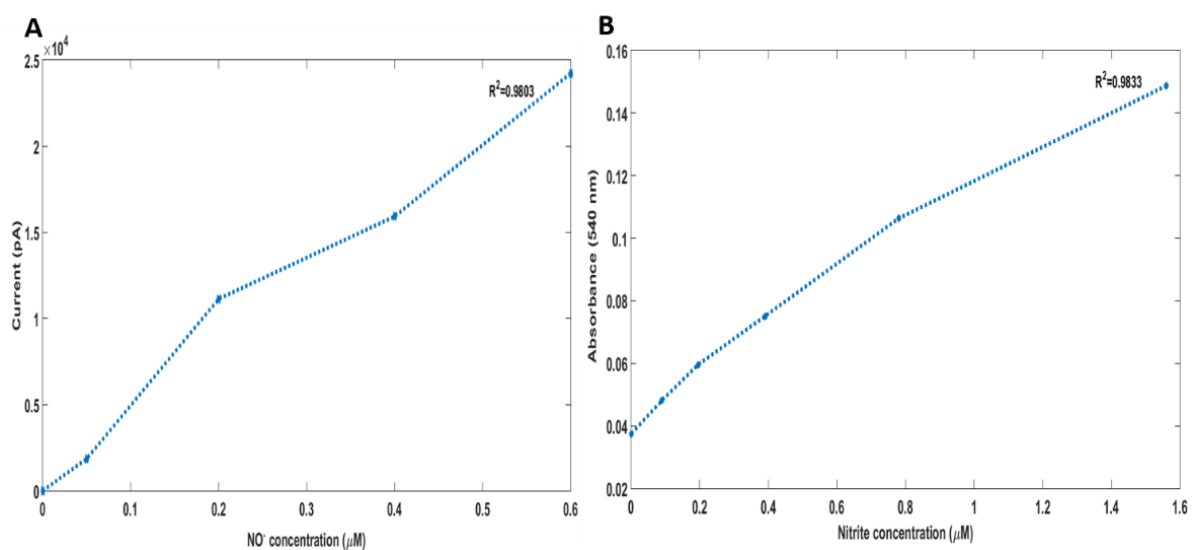 A
×10⁴
2.5
2
1.5
1
0.5
0
R²=0.9803
Current (pA)
0 0.1 0.2 0.3 0.4 0.5 0.6
NO· concentration (μM)
B
0.16
0.14
0.12
0.1
0.08
0.06
0.04
0.02
R²=0.9833
Absorbance (540 nm)
0 0.2 0.4 0.6 0.8 1 1.2 1.4 1.6
Nitrite concentration (μM)